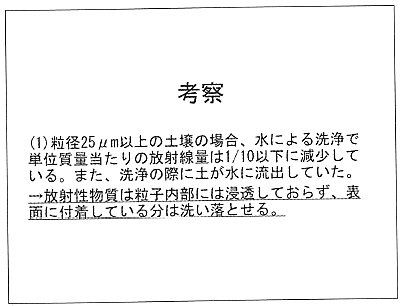 考察
(1)粒径25μm以上の土壌の場合、水による洗浄で
単位質量当たりの放射線量は1/10以下に減少して
いる。また、洗浄の際に土が水に流出していた。
→放射性物質は粒子内部には浸透しておらず、表
面に付着している分は洗い落とせる。